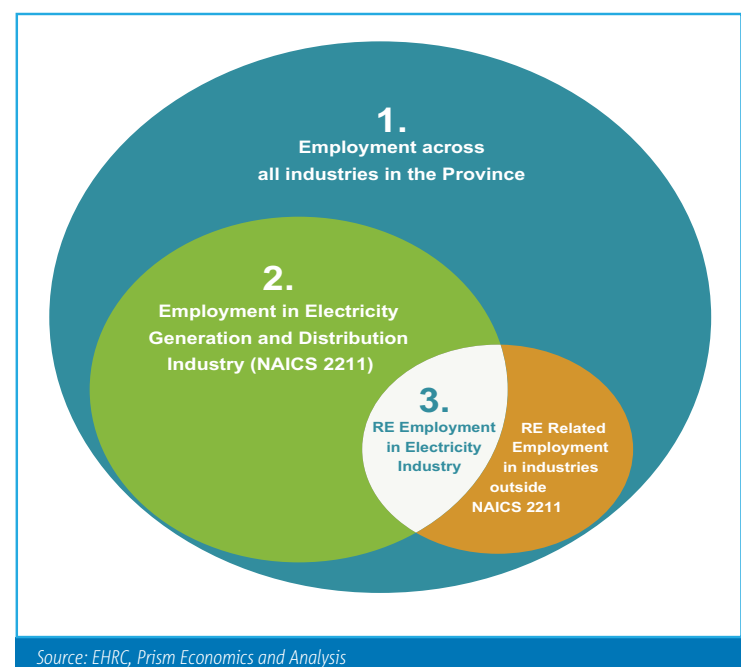 1.
Employment across
all industries in the Province
2.
Employment in Electricity
Generation and Distribution
Industry (NAICS 2211)
3.
RE Employment
in Electricity
Industry
RE Related
Employment
in industries
outside
NAICS 2211
Source: EHRC, Prism Economics and Analysis